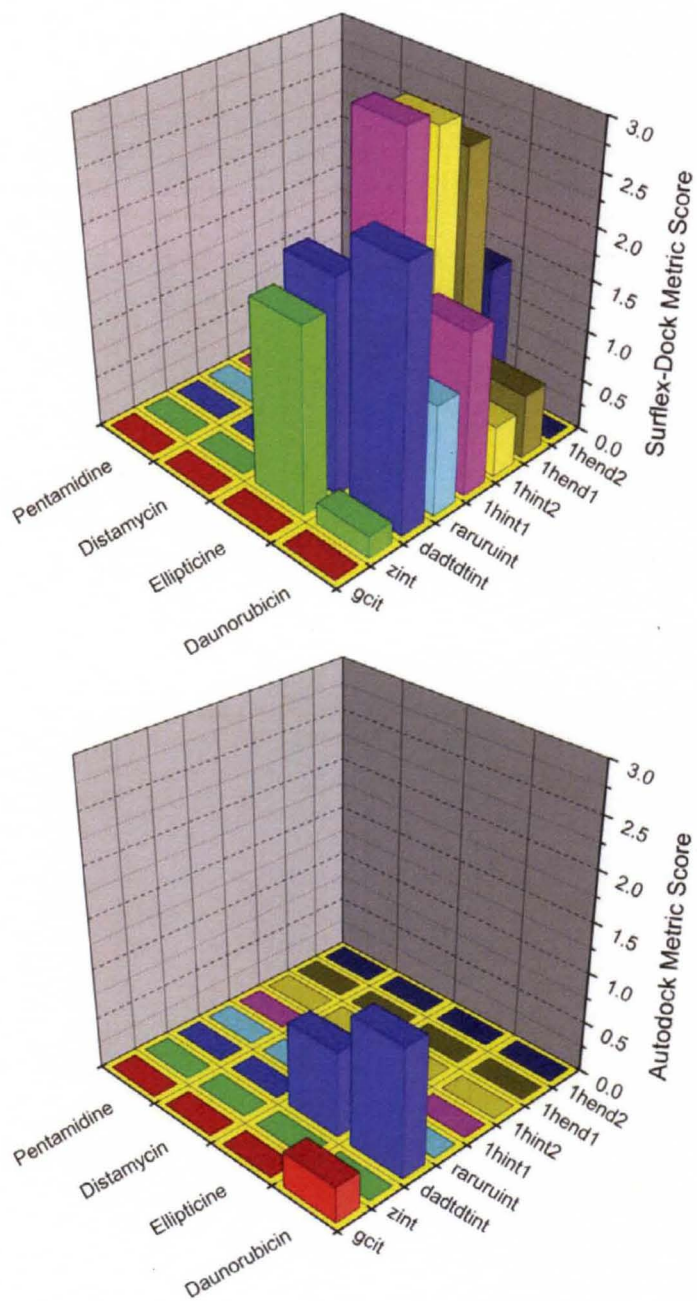 3.0
2.5
2.0
1.5
1.0
0.5
0.0
Surflex-Dock Metric Score
Pentamidine
Distamycin
Ellipticine
Daunorubicin
gcit
zint
dadtdtint
raruruint
1hint1
1hint2
1hend1
1hend2
3.0
2.5
2.0
1.5
1.0
0.5
0.0
Autodock Metric Score
Pentamidine
Distamycin
Ellipticine
Daunorubicin
gcit
zint
dadtdtint
raruruint
1hint1
1hint2
1hend1
1hend2